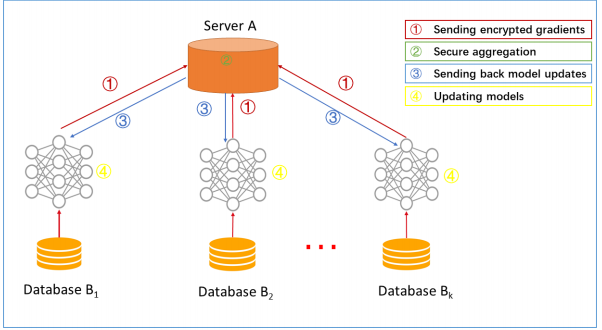 Server A
① Sending encrypted gradients
② Secure aggregation
③ Sending back model updates
④ Updating models
②
① ① ①
③ ③ ③
④ ④ ④
...
Database B₁
Database B₂
Database Bₖ